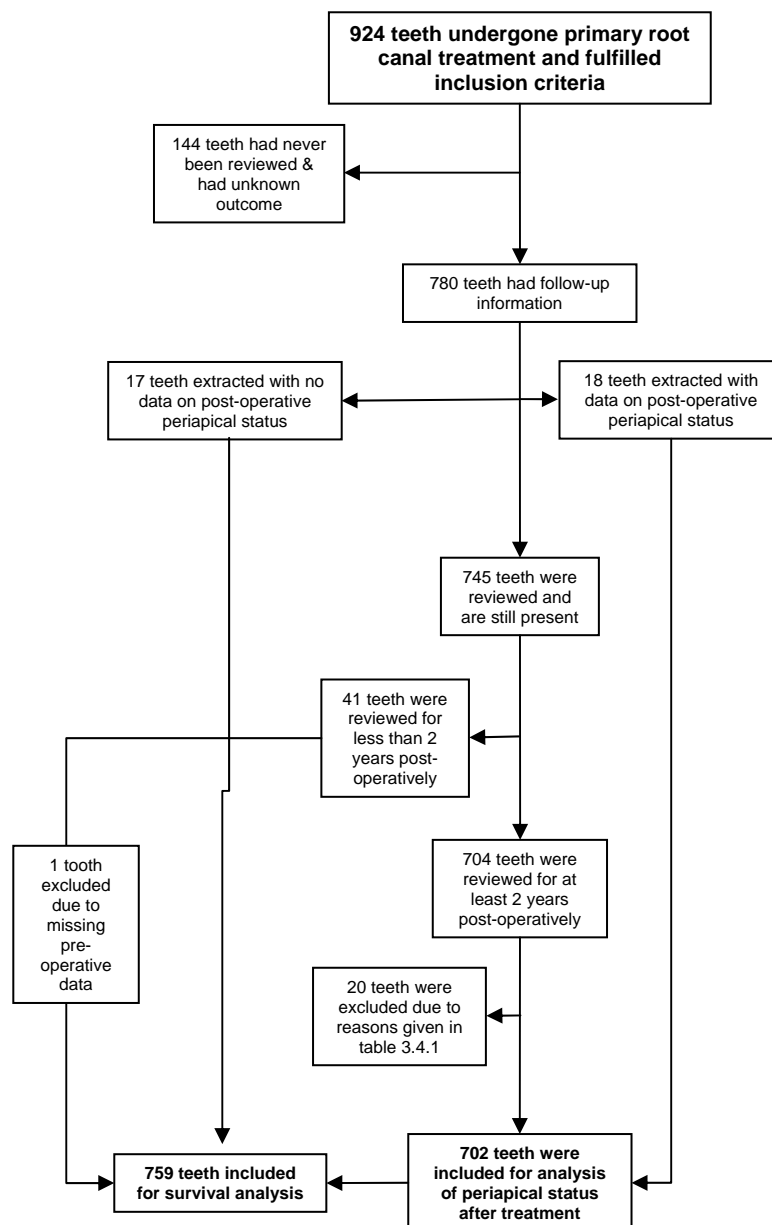 924 teeth undergone primary root
canal treatment and fulfilled
inclusion criteria
144 teeth had never
been reviewed &
had unknown
outcome
780 teeth had follow-up
information
17 teeth extracted with no
data on post-operative
periapical status
18 teeth extracted with
data on post-operative
periapical status
745 teeth were
reviewed and
are still present
41 teeth were
reviewed for
less than 2
years post-
operatively
1 tooth
excluded
due to
missing
pre-
operative
data
704 teeth were
reviewed for at
least 2 years
post-operatively
20 teeth were
excluded due to
reasons given in
table 3.4.1
759 teeth included
for survival analysis
702 teeth were
included for analysis
of periapical status
after treatment